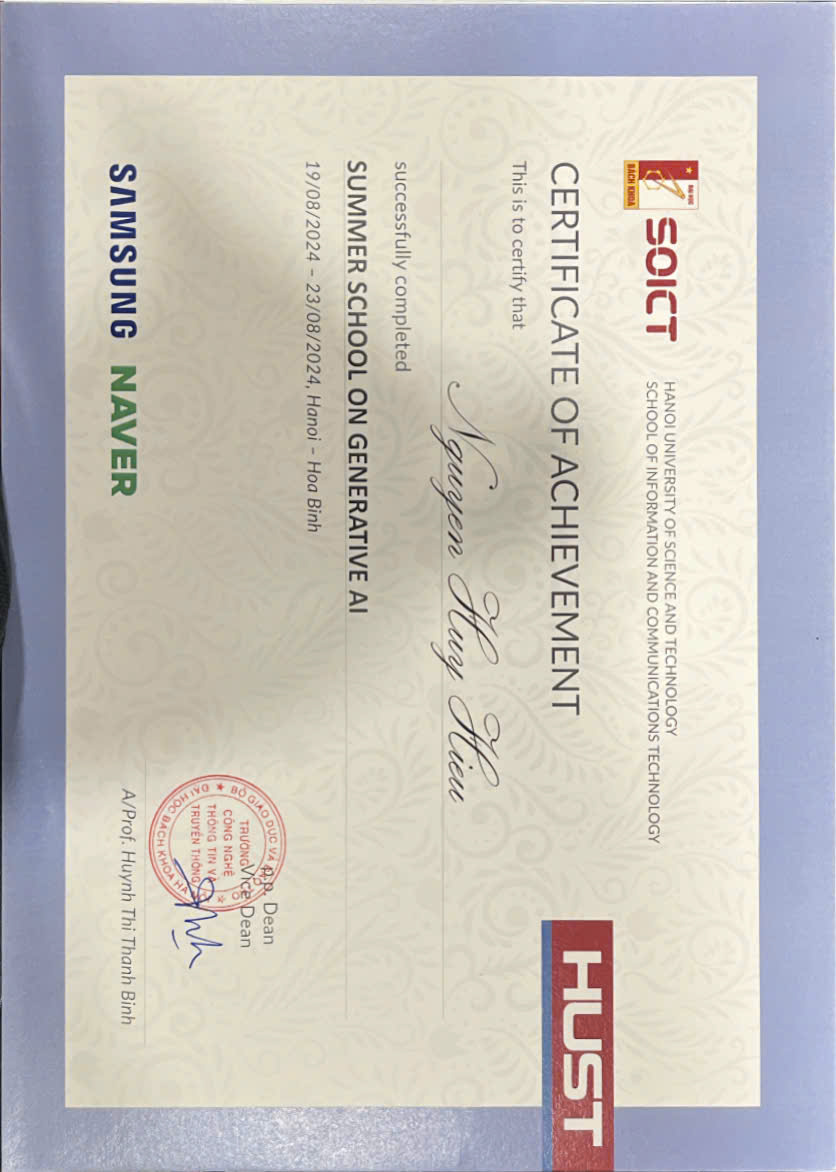 ĐẠI HỌC
BÁCH KHOA
SOICT
HANOI UNIVERSITY OF SCIENCE AND TECHNOLOGY
SCHOOL OF INFORMATION AND COMMUNICATIONS TECHNOLOGY
HUST
CERTIFICATE OF ACHIEVEMENT
This is to certify that
Nguyen Huy Hieu
successfully completed
SUMMER SCHOOL ON GENERATIVE AI
19/08/2024 – 23/08/2024, Hanoi – Hoa Binh
p.p. Dean
Vice Dean
BỘ GIÁO DỤC VÀ
TRƯỜNG
CÔNG NGHỆ
THÔNG TIN VÀ
TRUYỀN THÔNG
ĐẠI HỌC BÁCH KHOA HÀ
A/Prof. Huynh Thi Thanh Binh
SAMSUNG NAVER